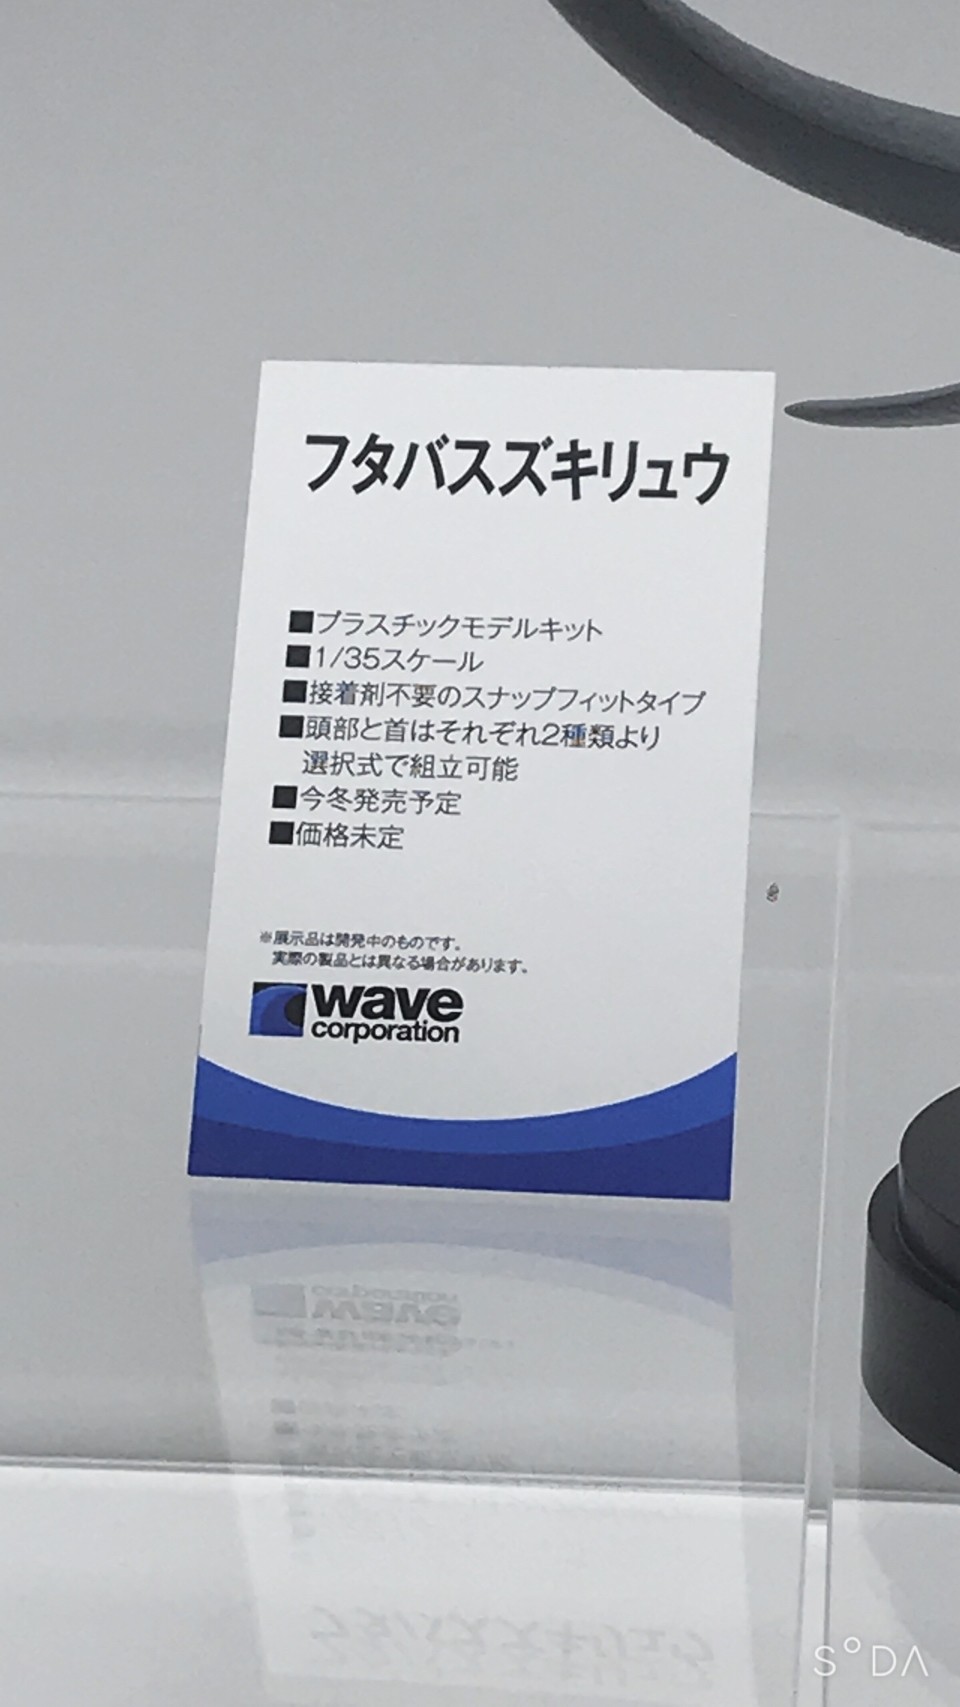 フタバスズキリュウ
■プラスチックモデルキット
■1/35スケール
■接着剤不要のスナップフィットタイプ
■頭部と首はそれぞれ2種類より
選択式で組立可能
■今冬発売予定
■価格未定
※展示品は開発中のものです。
実際の製品とは異なる場合があります。
wave
corporation
SODA